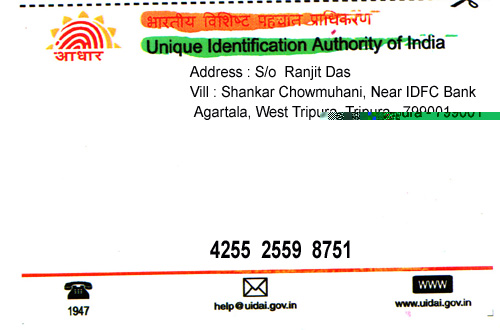 भारतीय विशिष्ट पहचान प्राधिकरण
आधार
Unique Identification Authority of India
Address : S/o Ranjit Das
Vill : Shankar Chowmuhani, Near IDFC Bank
Agartala, West Tripura, - 799001
4255 2559 8751
1947
help@uidai.gov.in
WWW
www.uidai.gov.in